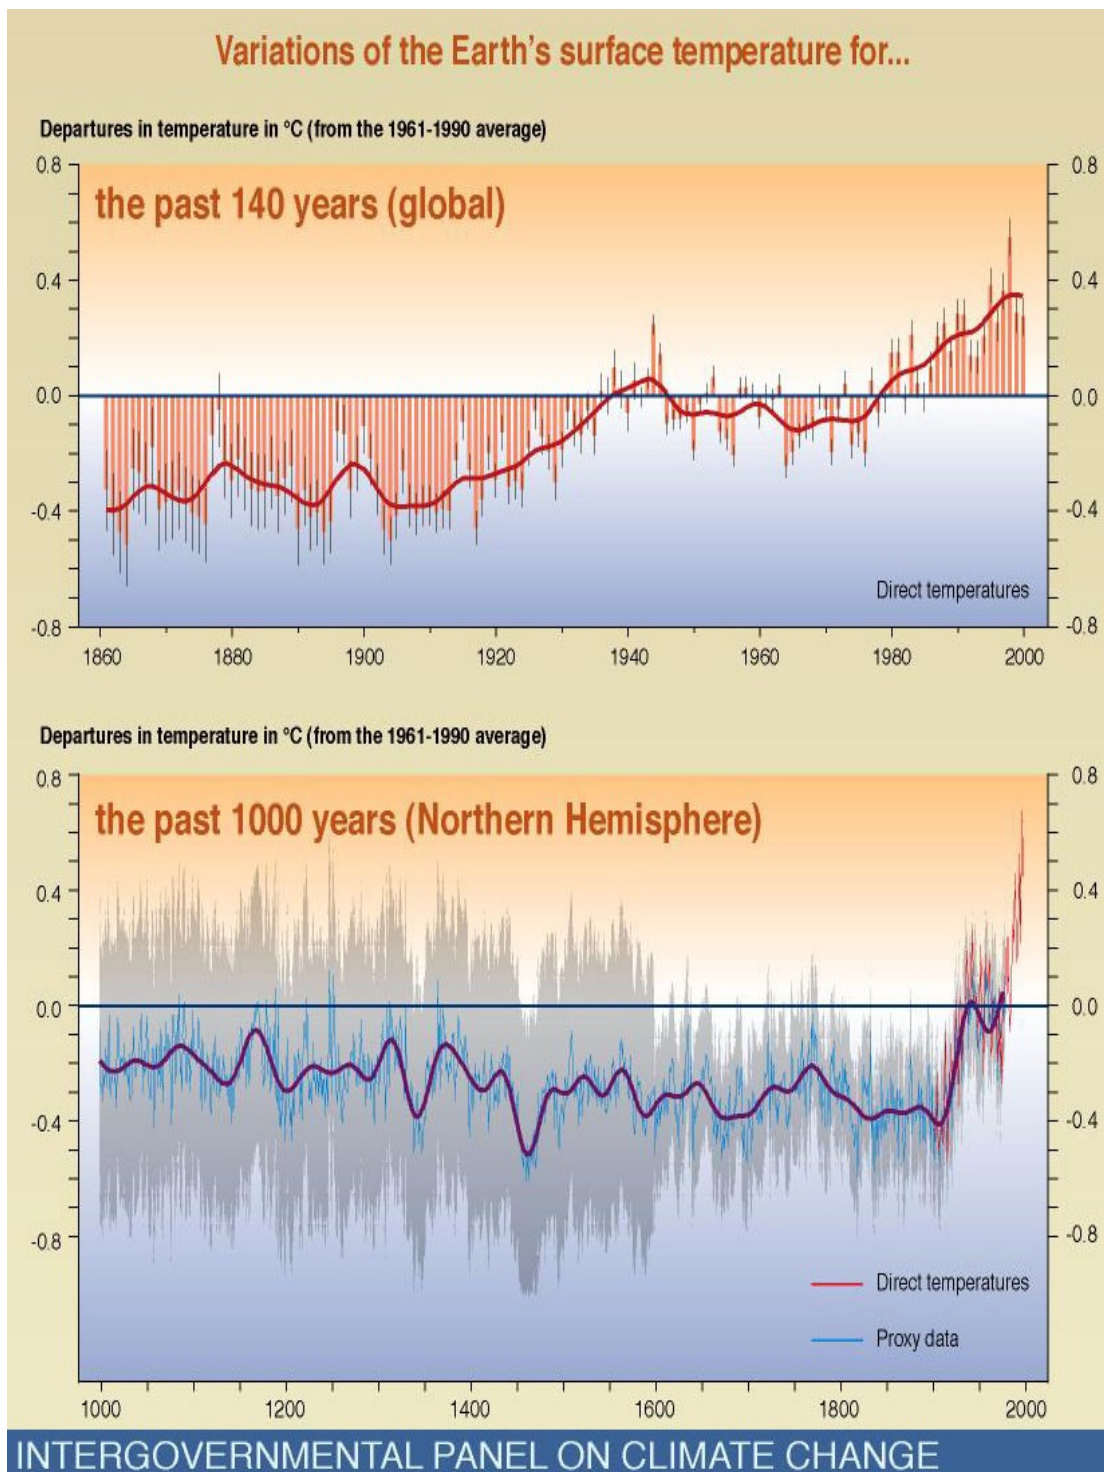 Variations of the Earth's surface temperature for...
Departures in temperature in °C (from the 1961-1990 average)
0.8 0.8
the past 140 years (global)
0.4 0.4
0.0 0.0
-0.4 -0.4
Direct temperatures
-0.8 -0.8
1860 1880 1900 1920 1940 1960 1980 2000
Departures in temperature in °C (from the 1961-1990 average)
0.8 0.8
the past 1000 years (Northern Hemisphere)
0.4 0.4
0.0 0.0
-0.4 -0.4
-0.8 -0.8
Direct temperatures
Proxy data
1000 1200 1400 1600 1800 2000
INTERGOVERNMENTAL PANEL ON CLIMATE CHANGE